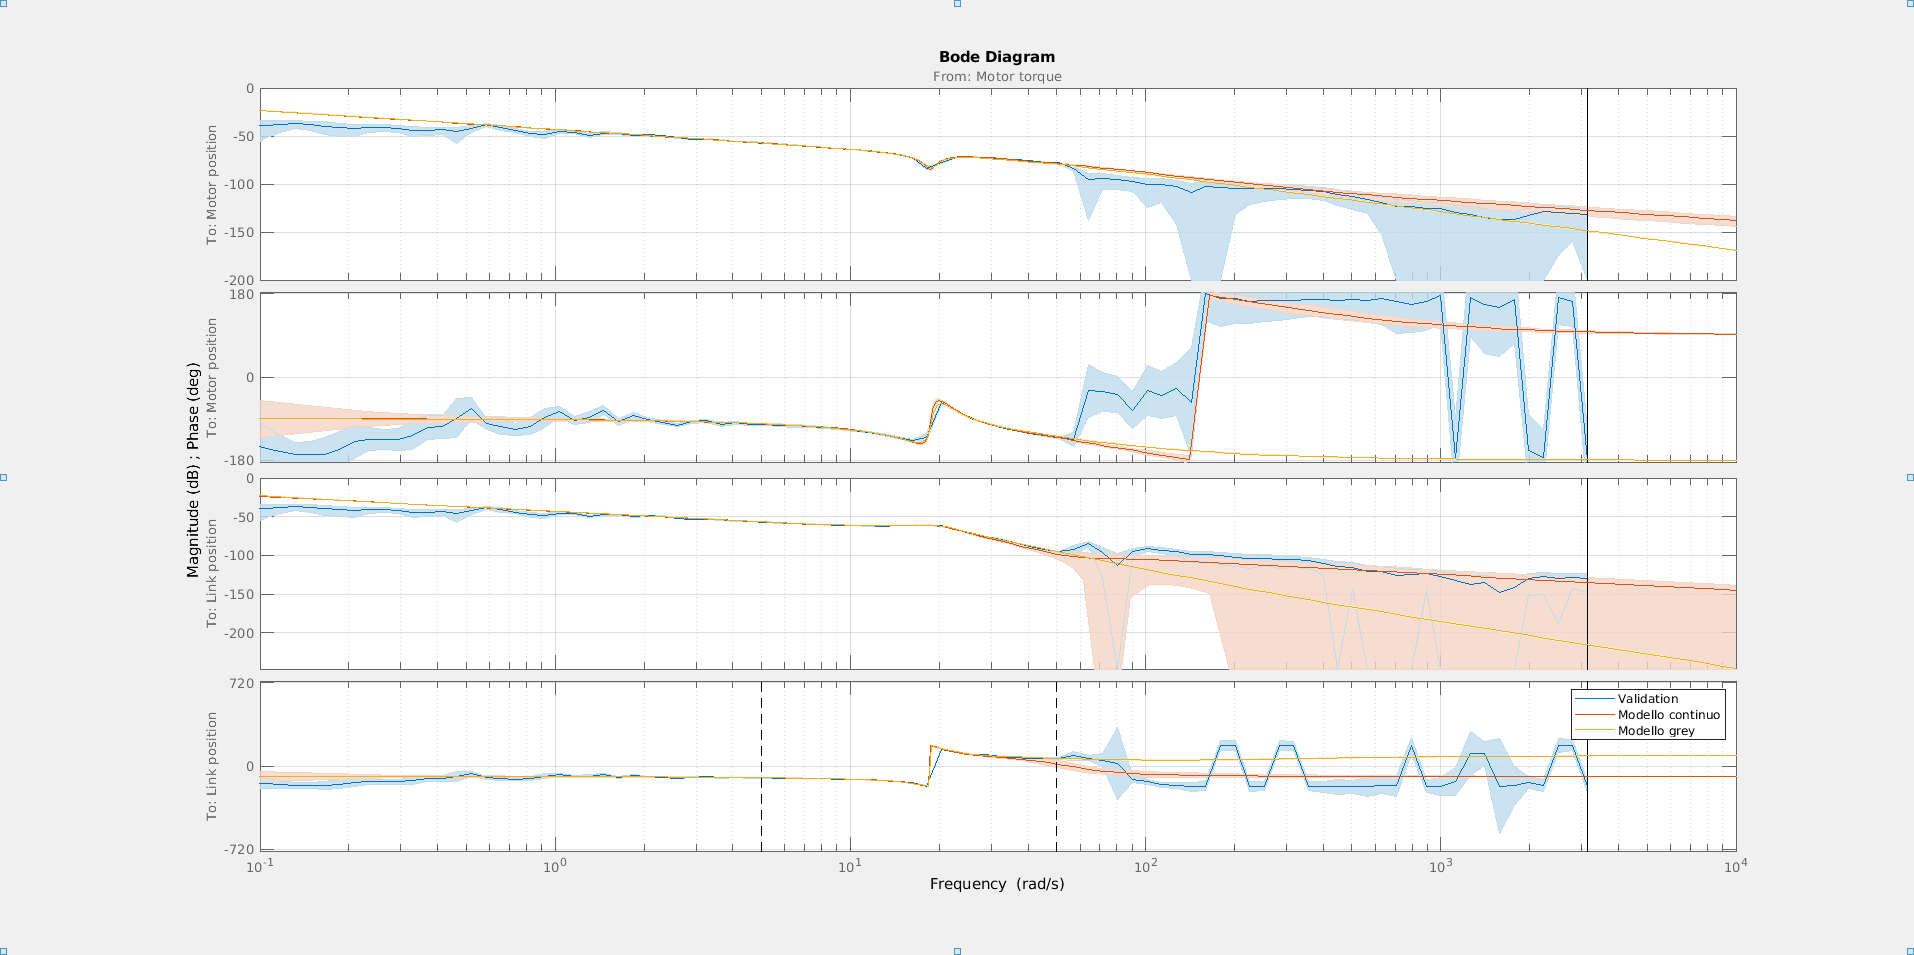 Bode Diagram
From: Motor torque
Magnitude (dB) ; Phase (deg)
To: Motor position
0
-50
-100
-150
-200
To: Motor position
180
0
-180
To: Link position
0
-50
-100
-150
-200
To: Link position
720
0
-720
Validation
Modello continuo
Modello grey
10^-1 10^0 10^1 10^2 10^3 10^4
Frequency (rad/s)